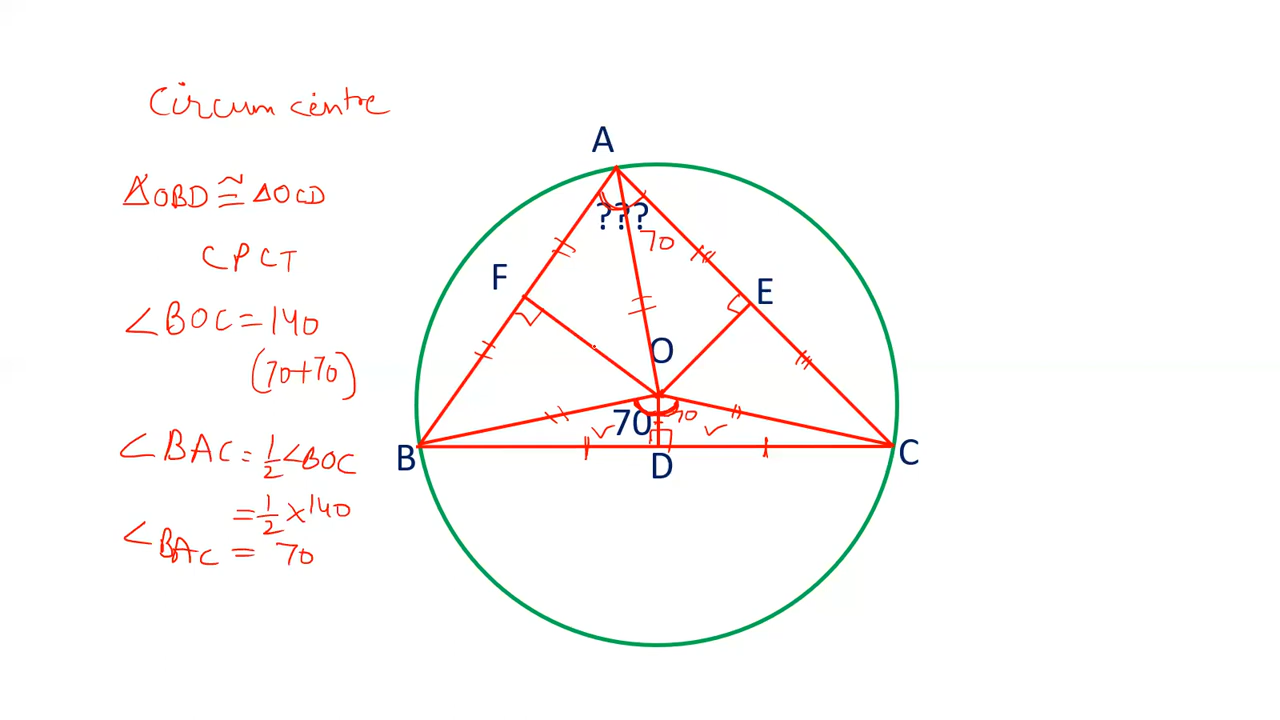 Circum centre
△OBD ≅ △OCD
CPCT
∠BOC = 140
(70+70)
∠BAC = 1/2 ∠BOC
= 1/2 × 140
∠BAC = 70
A
???
70
F
E
O
70
70
B
D
C